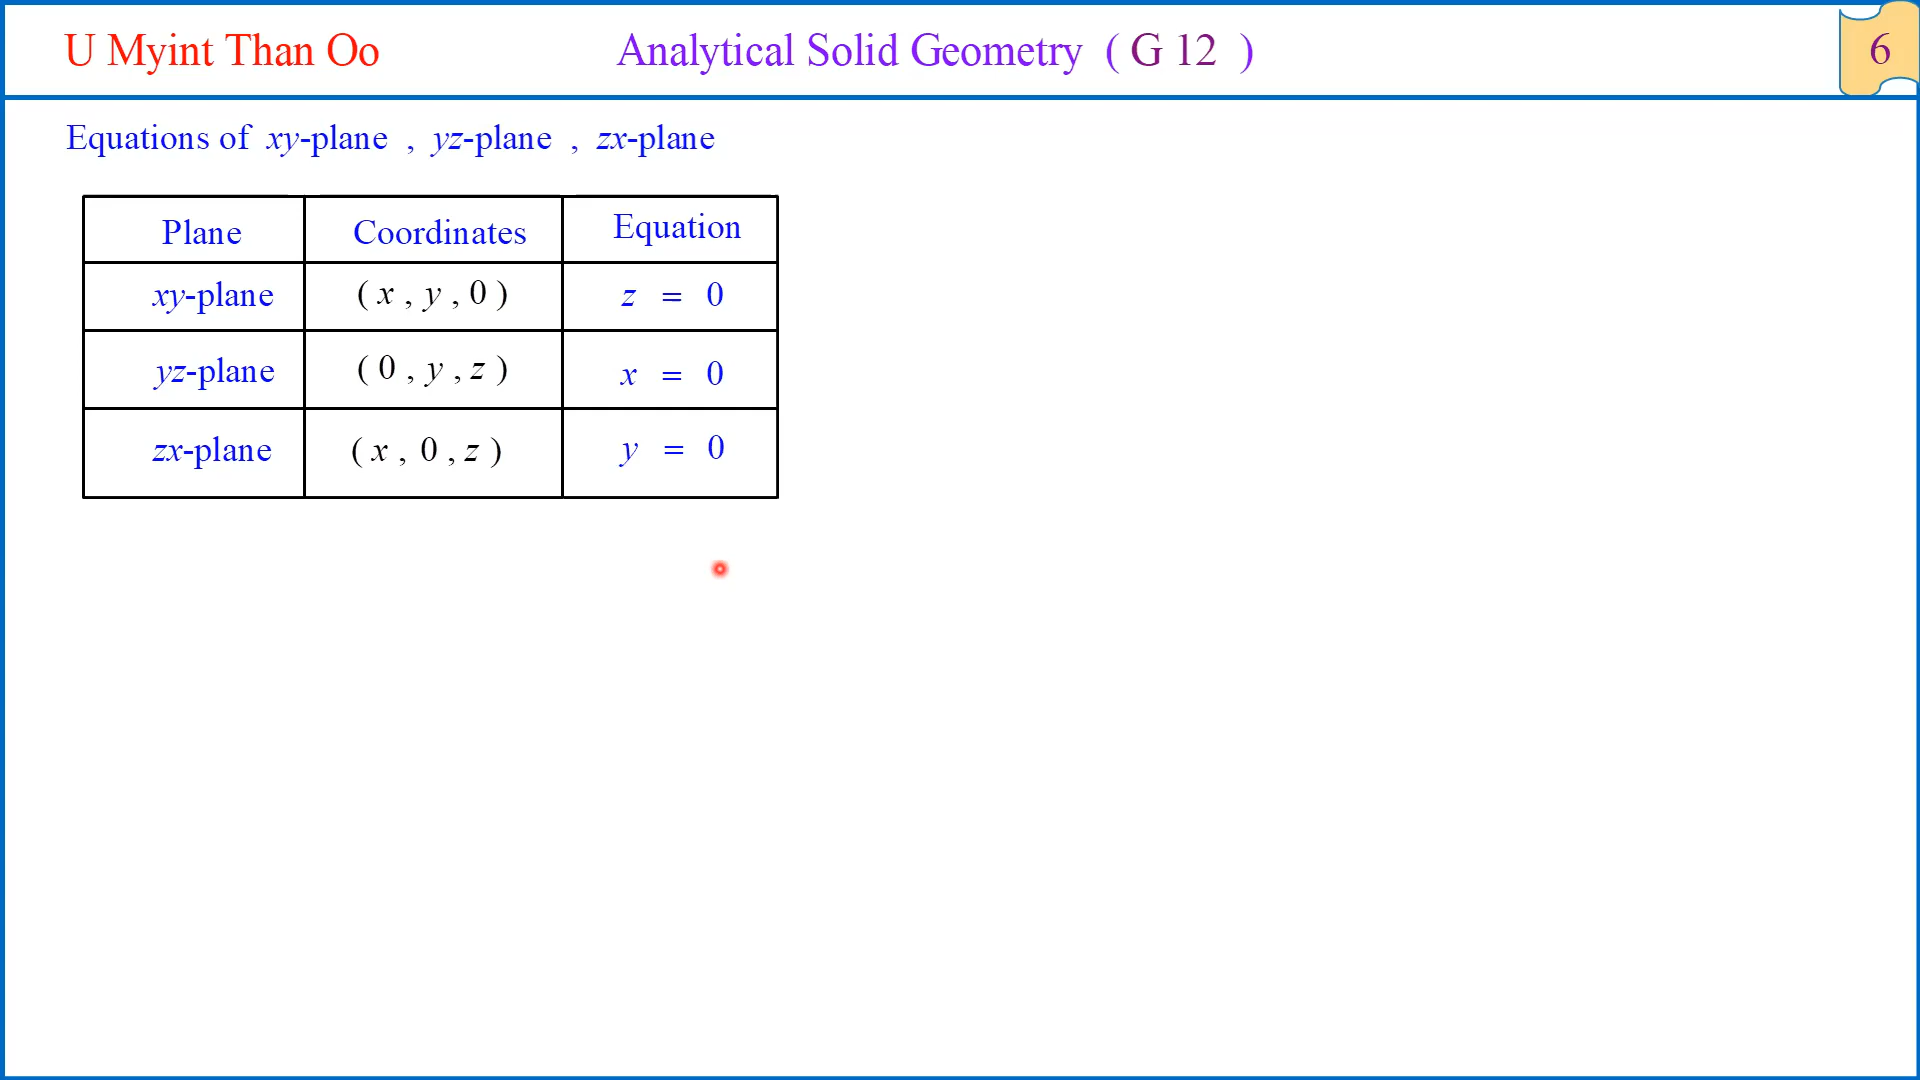 U Myint Than Oo Analytical Solid Geometry ( G 12 ) 6
Equations of xy-plane , yz-plane , zx-plane
Plane Coordinates Equation
xy-plane ( x , y , 0 ) z = 0
yz-plane ( 0 , y , z ) x = 0
zx-plane ( x , 0 , z ) y = 0